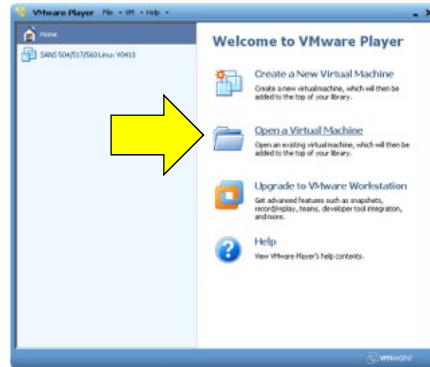 VMware Player File VM Help
Home
SANS 504/517/560 Linux V0413
Welcome to VMware Player
Create a New Virtual Machine
Create a new virtual machine, which will then be
added to the top of your library.
Open a Virtual Machine
Open an existing virtual machine, which will then be
added to the top of your library.
Upgrade to VMware Workstation
Get advanced features such as snapshots,
record/replay, teams, developer tool integration,
and more.
Help
View VMware Player's help contents.
vmware